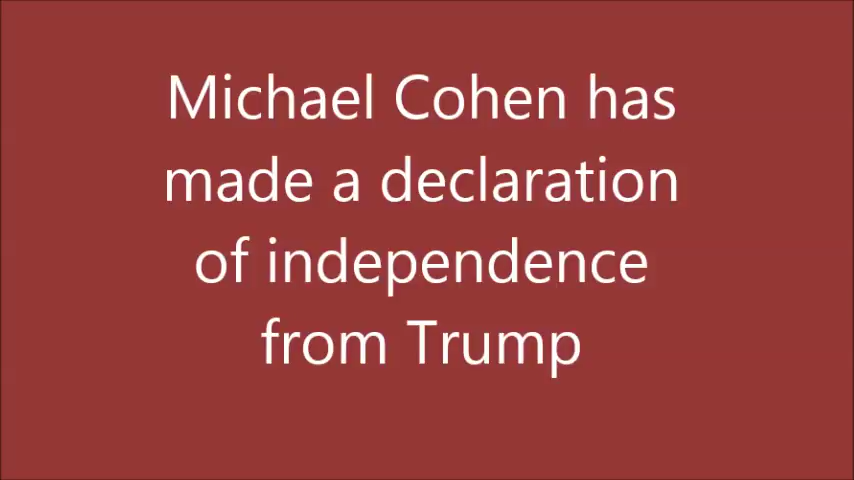 Michael Cohen has
made a declaration
of independence
from Trump